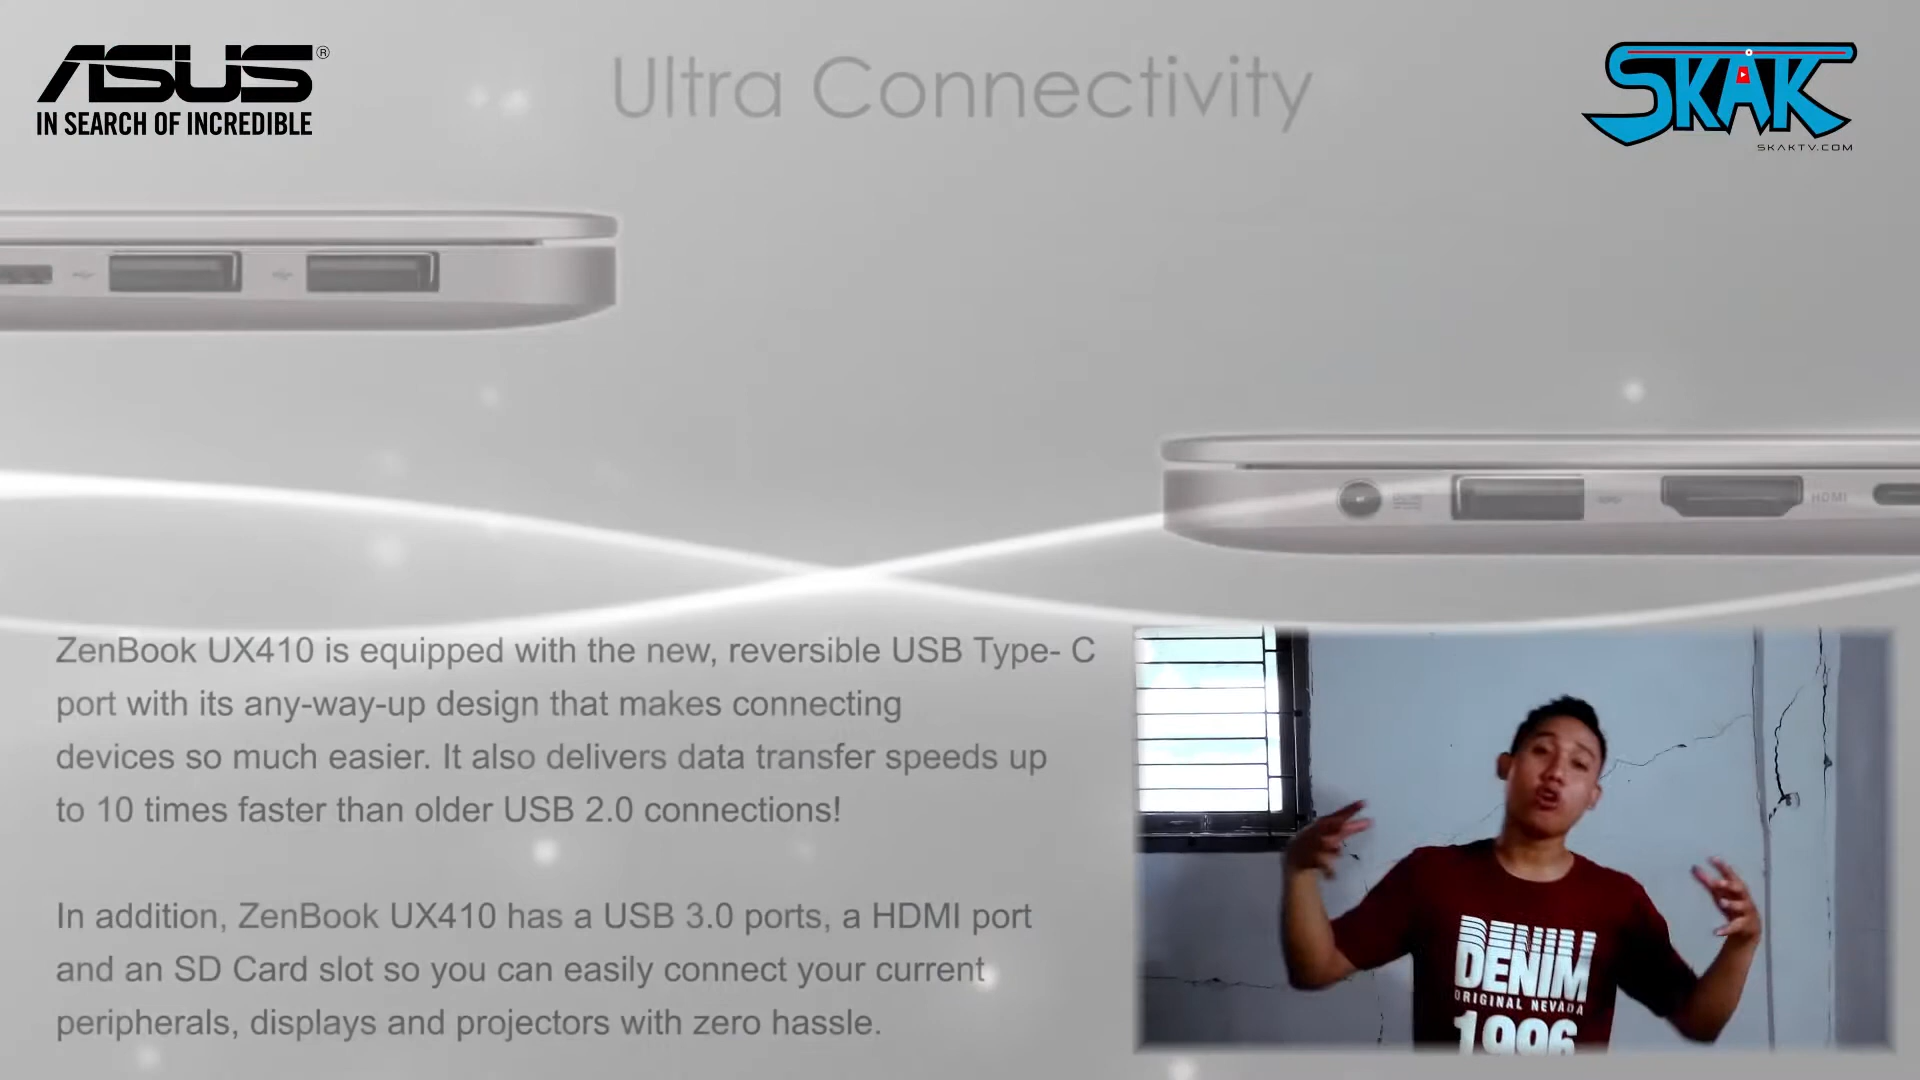 ASUS®
IN SEARCH OF INCREDIBLE
Ultra Connectivity
SKAK
SKAKTV.COM
HDMI
ZenBook UX410 is equipped with the new, reversible USB Type- C
port with its any-way-up design that makes connecting
devices so much easier. It also delivers data transfer speeds up
to 10 times faster than older USB 2.0 connections!
In addition, ZenBook UX410 has a USB 3.0 ports, a HDMI port
and an SD Card slot so you can easily connect your current
peripherals, displays and projectors with zero hassle.
DENIM
DENIM
ORIGINAL NEVADA
1996